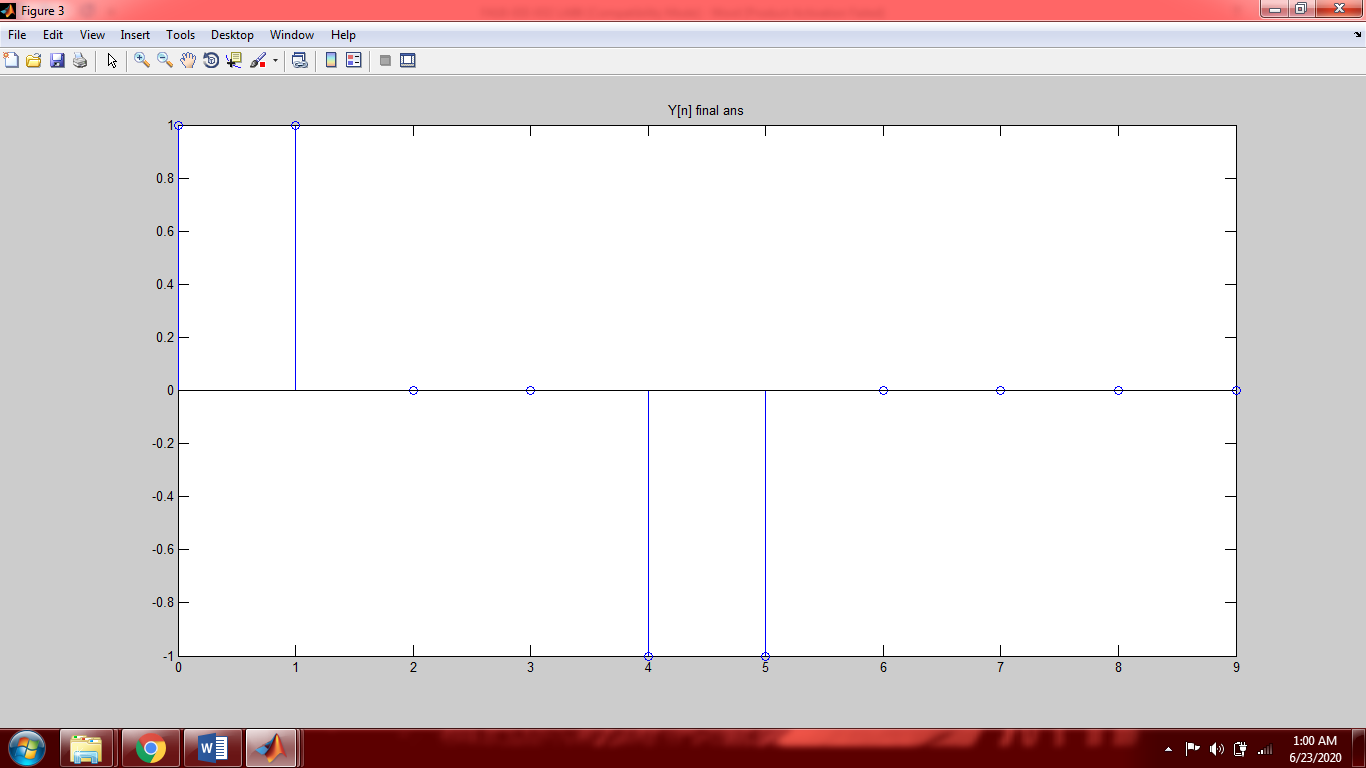 Figure 3
File Edit View Insert Tools Desktop Window Help
Y[n] final ans
1
0.8
0.6
0.4
0.2
0
-0.2
-0.4
-0.6
-0.8
-1
0 1 2 3 4 5 6 7 8 9
W
1:00 AM
6/23/2020